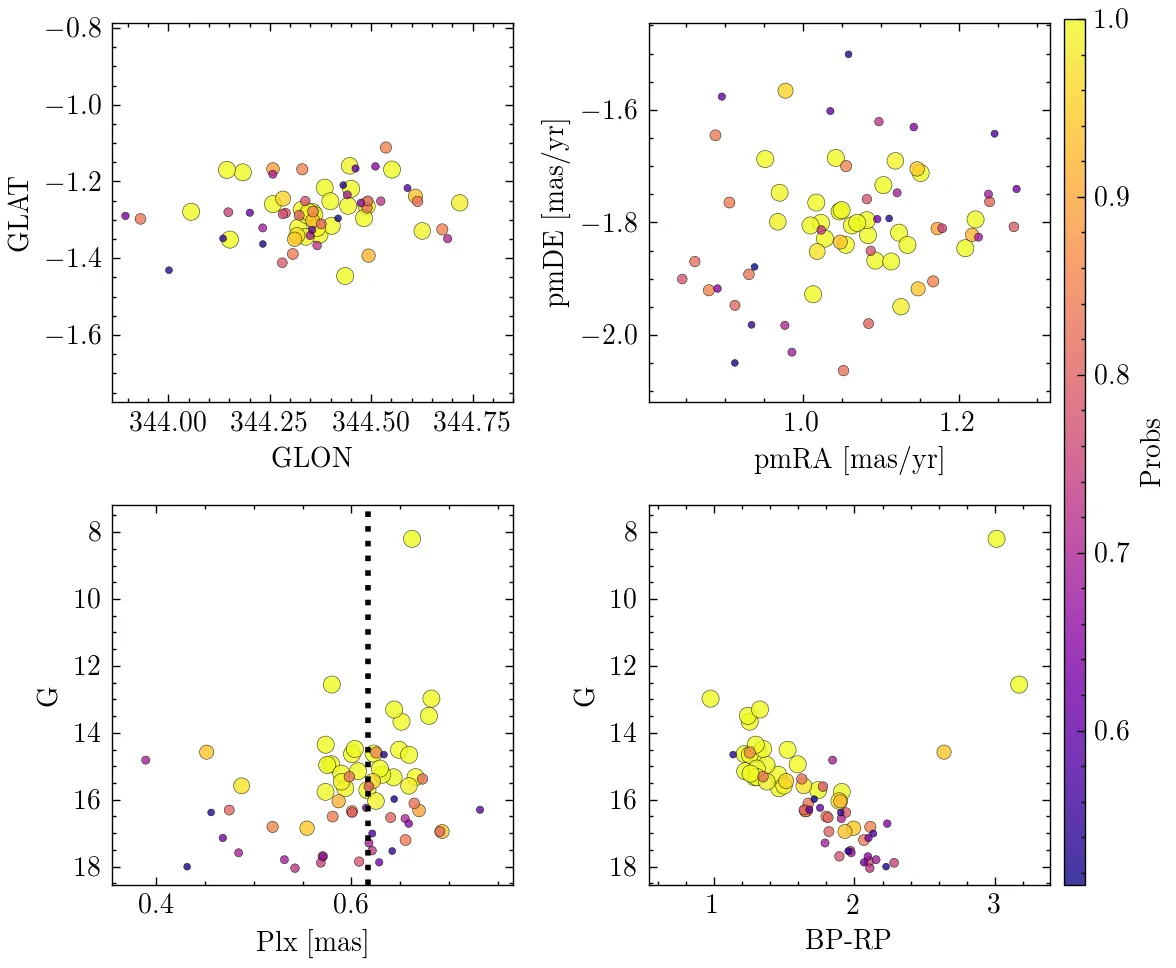 −0.8
−1.0
−1.2
−1.4
−1.6
GLAT
344.00 344.25 344.50 344.75
GLON
−1.6
−1.8
−2.0
pmDE [mas/yr]
1.0 1.2
pmRA [mas/yr]
1.0
0.9
0.8
0.7
0.6
Probs
8
10
12
14
16
18
G
0.4 0.6
Plx [mas]
8
10
12
14
16
18
G
1 2 3
BP-RP